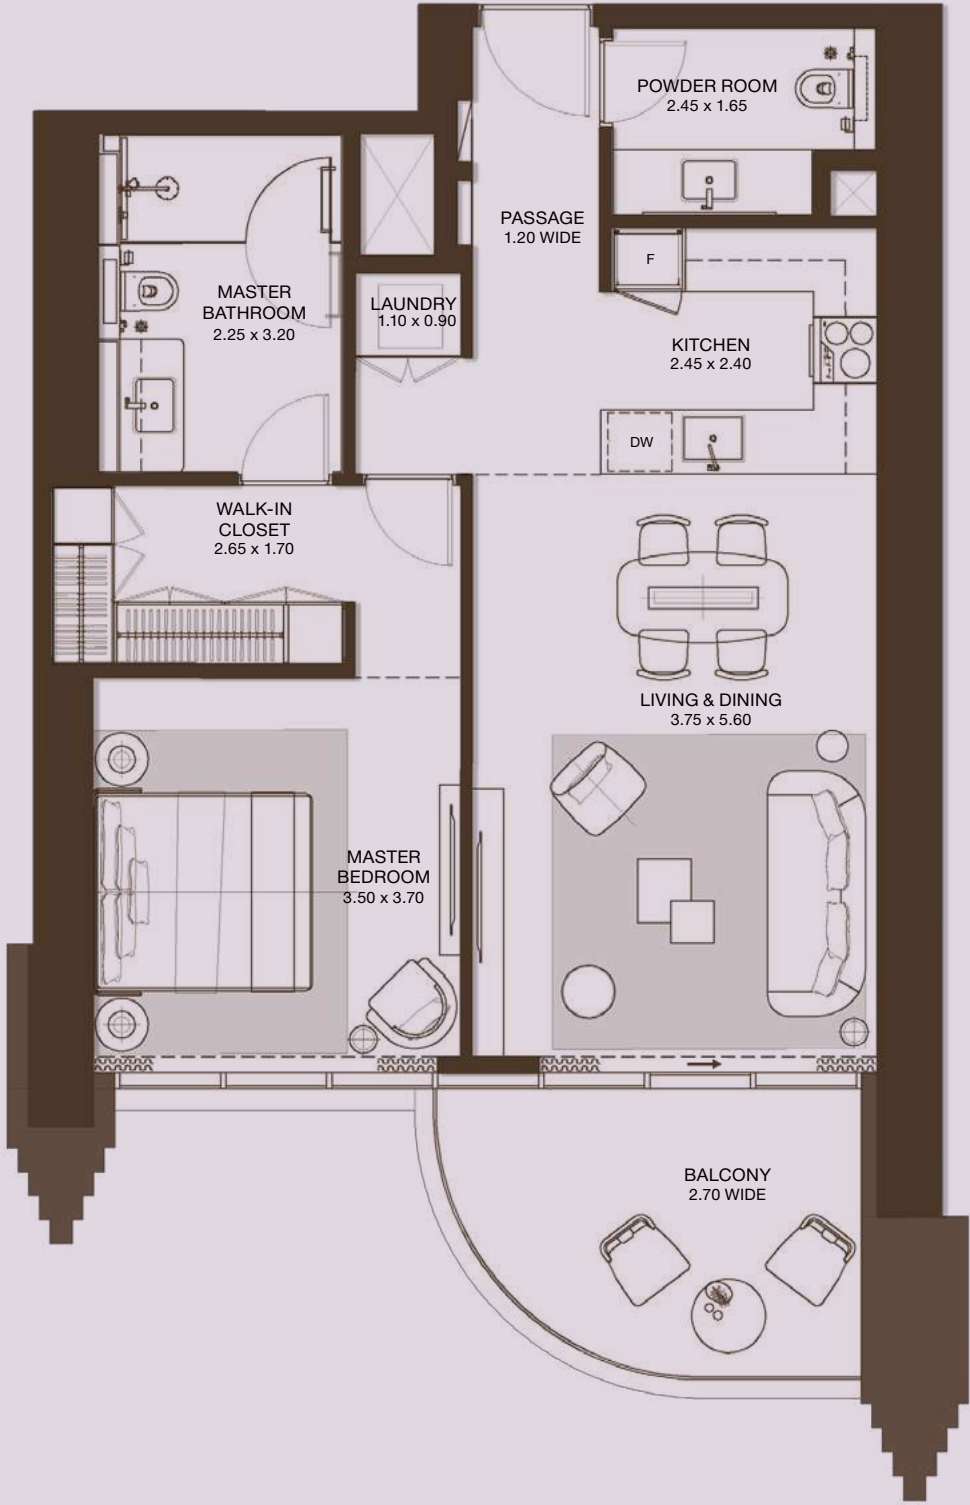 POWDER ROOM
2.45 x 1.65
PASSAGE
1.20 WIDE
F
MASTER
BATHROOM
2.25 x 3.20
LAUNDRY
1.10 x 0.90
KITCHEN
2.45 x 2.40
DW
WALK-IN
CLOSET
2.65 x 1.70
LIVING & DINING
3.75 x 5.60
MASTER
BEDROOM
3.50 x 3.70
BALCONY
2.70 WIDE